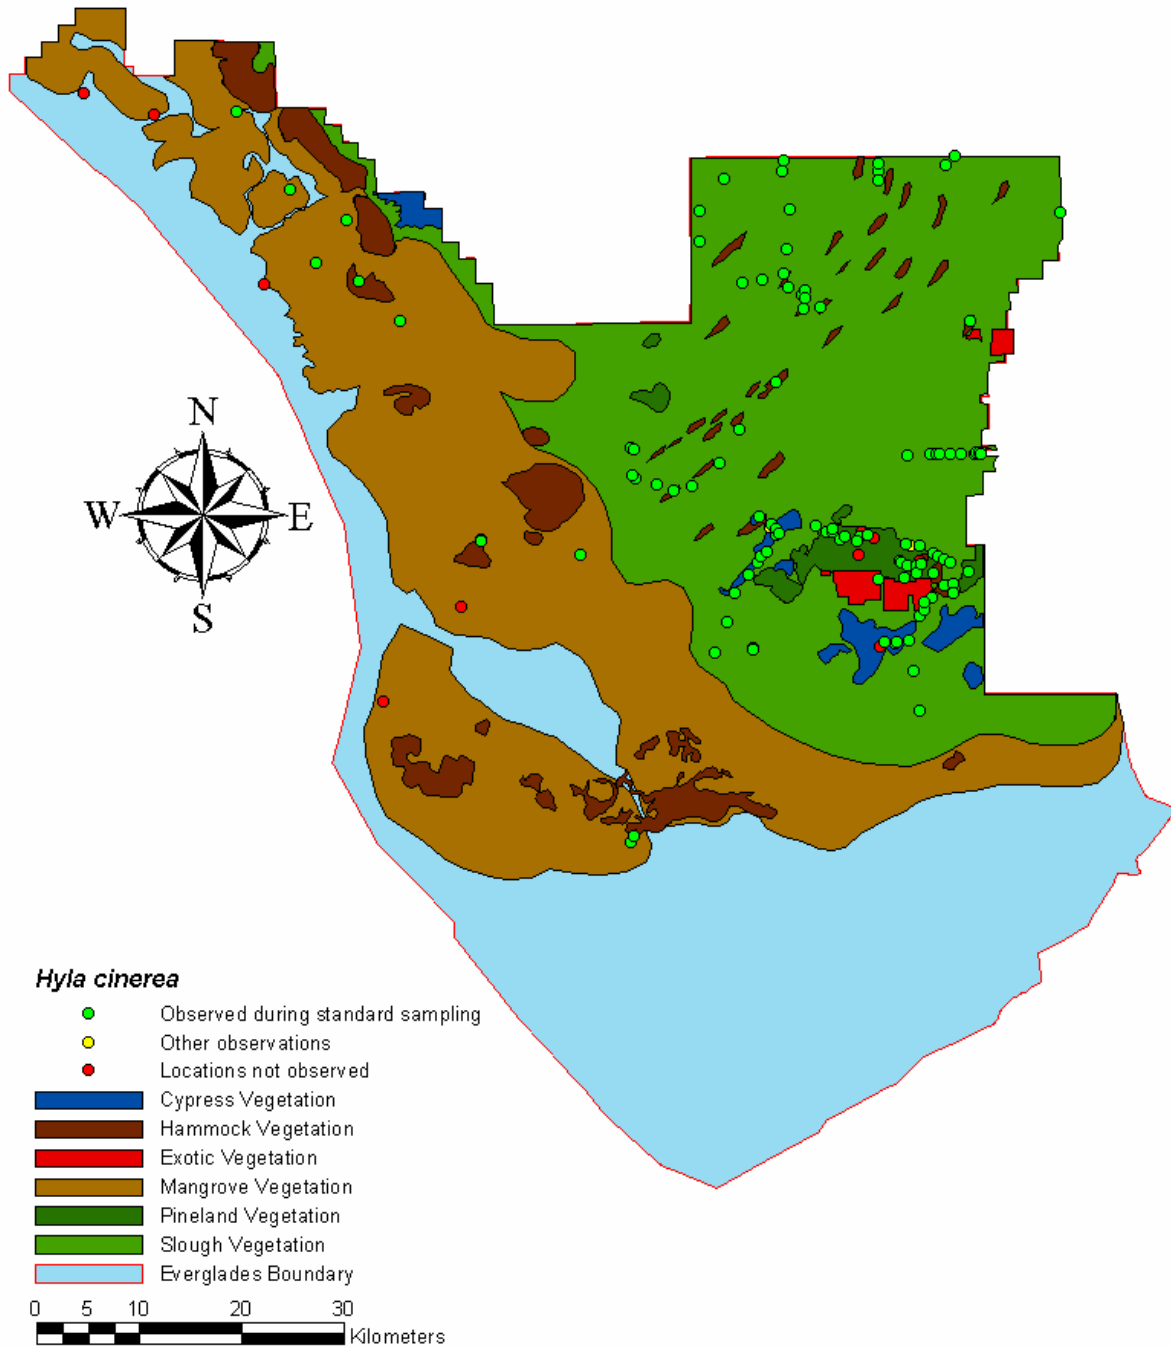 N
W E
S
Hyla cinerea
Observed during standard sampling
Other observations
Locations not observed
Cypress Vegetation
Hammock Vegetation
Exotic Vegetation
Mangrove Vegetation
Pineland Vegetation
Slough Vegetation
Everglades Boundary
0 5 10 20 30
Kilometers